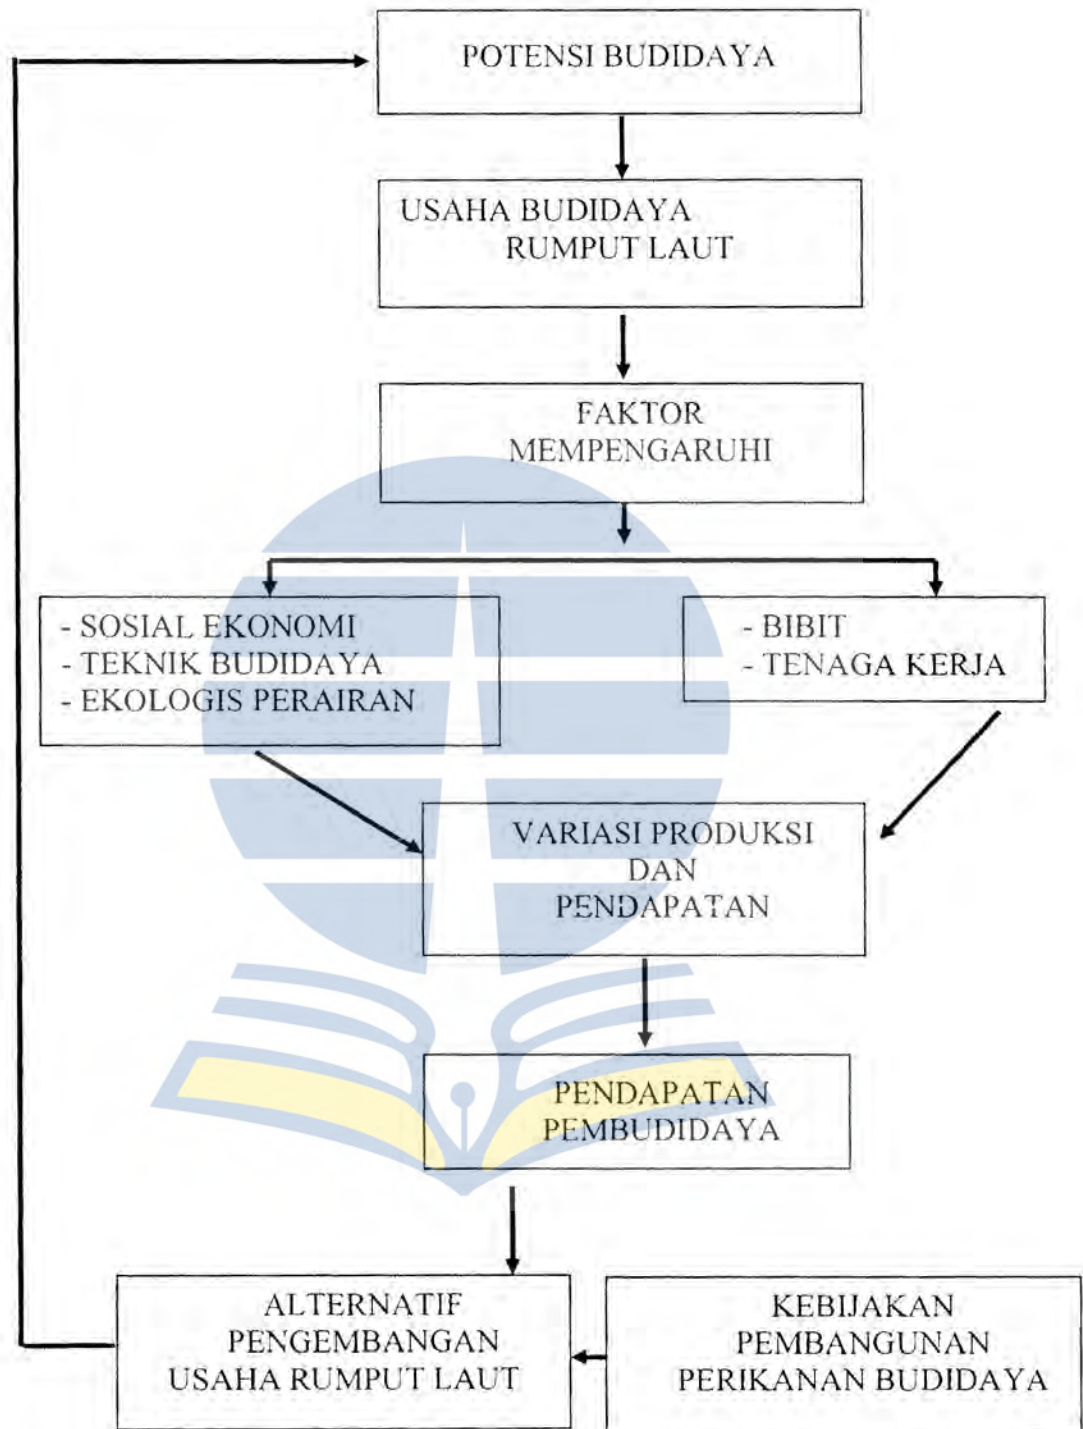 POTENSI BUDIDAYA
USAHA BUDIDAYA
RUMPUT LAUT
FAKTOR
MEMPENGARUHI
- SOSIAL EKONOMI
- TEKNIK BUDIDAYA
- EKOLOGIS PERAIRAN
- BIBIT
- TENAGA KERJA
VARIASI PRODUKSI
DAN
PENDAPATAN
PENDAPATAN
PEMBUDIDAYA
ALTERNATIF
PENGEMBANGAN
USAHA RUMPUT LAUT
KEBIJAKAN
PEMBANGUNAN
PERIKANAN BUDIDAYA